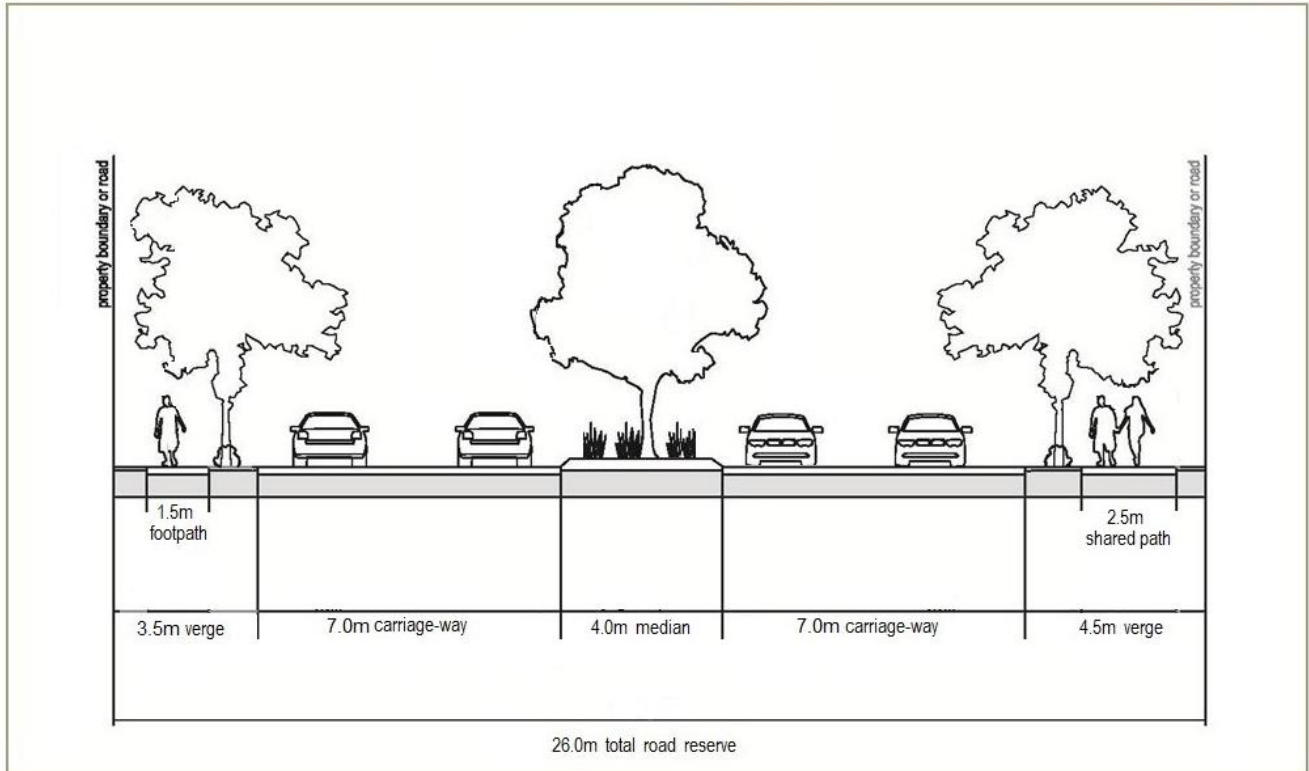 property boundary or road
property boundary or road
1.5m
footpath
2.5m
shared path
3.5m verge
7.0m carriage-way
4.0m median
7.0m carriage-way
4.5m verge
26.0m total road reserve